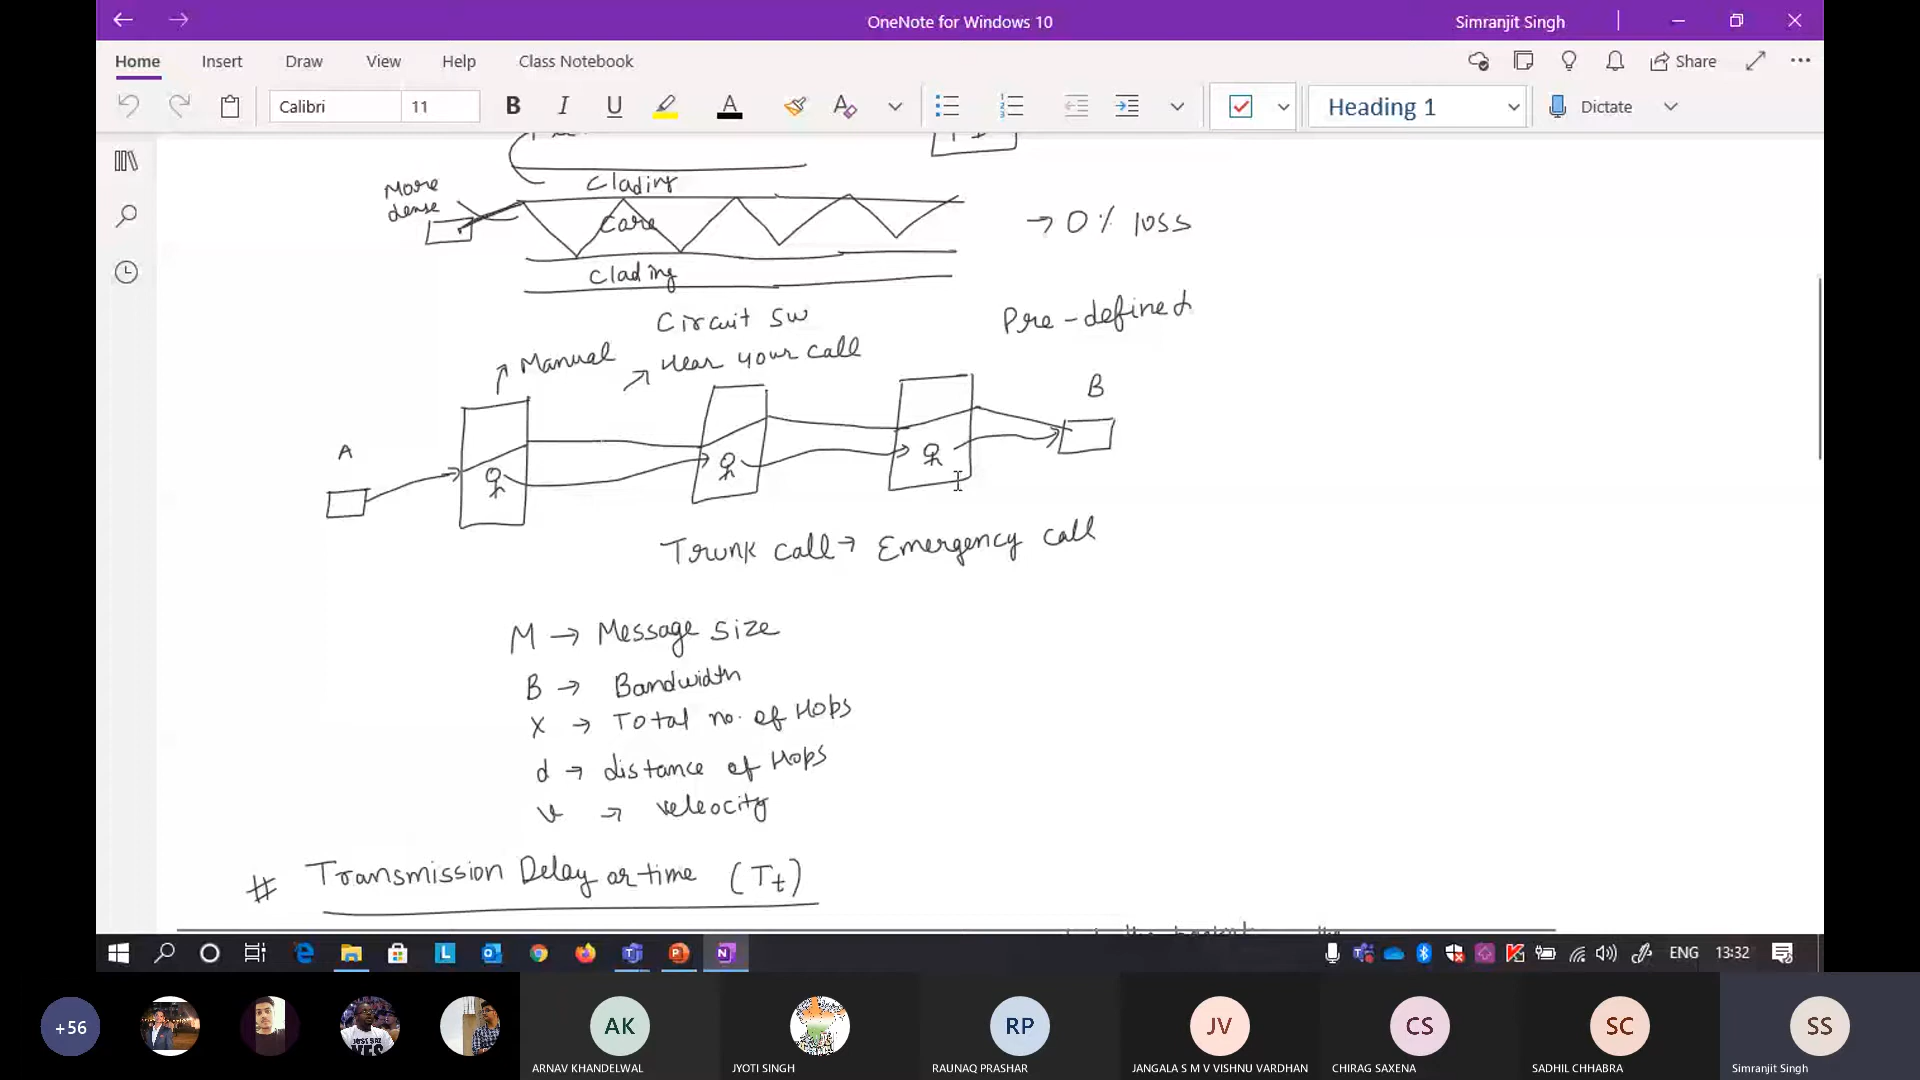 OneNote for Windows 10
Simranjit Singh
Home Insert Draw View Help Class Notebook
Share
Calibri 11 B I U A A Heading 1 Dictate
Clading
More
dense
Core
→ 0% loss
Clading
Circuit SW
Pre-defined
Manual
Hear your call
A
B
Trunk call → Emergency call
M → Message size
B → Bandwidth
X → Total no. of Hops
d → distance of Hops
v → veleocity
# Transmission Delay or time (Tt)
ENG 13:32
+56
AK
RP
JV
CS
SC
SS
ARNAV KHANDELWAL
JYOTI SINGH
RAUNAQ PRASHAR
JANGALA S M V VISHNU VARDHAN
CHIRAG SAXENA
SADHIL CHHABRA
Simranjit Singh